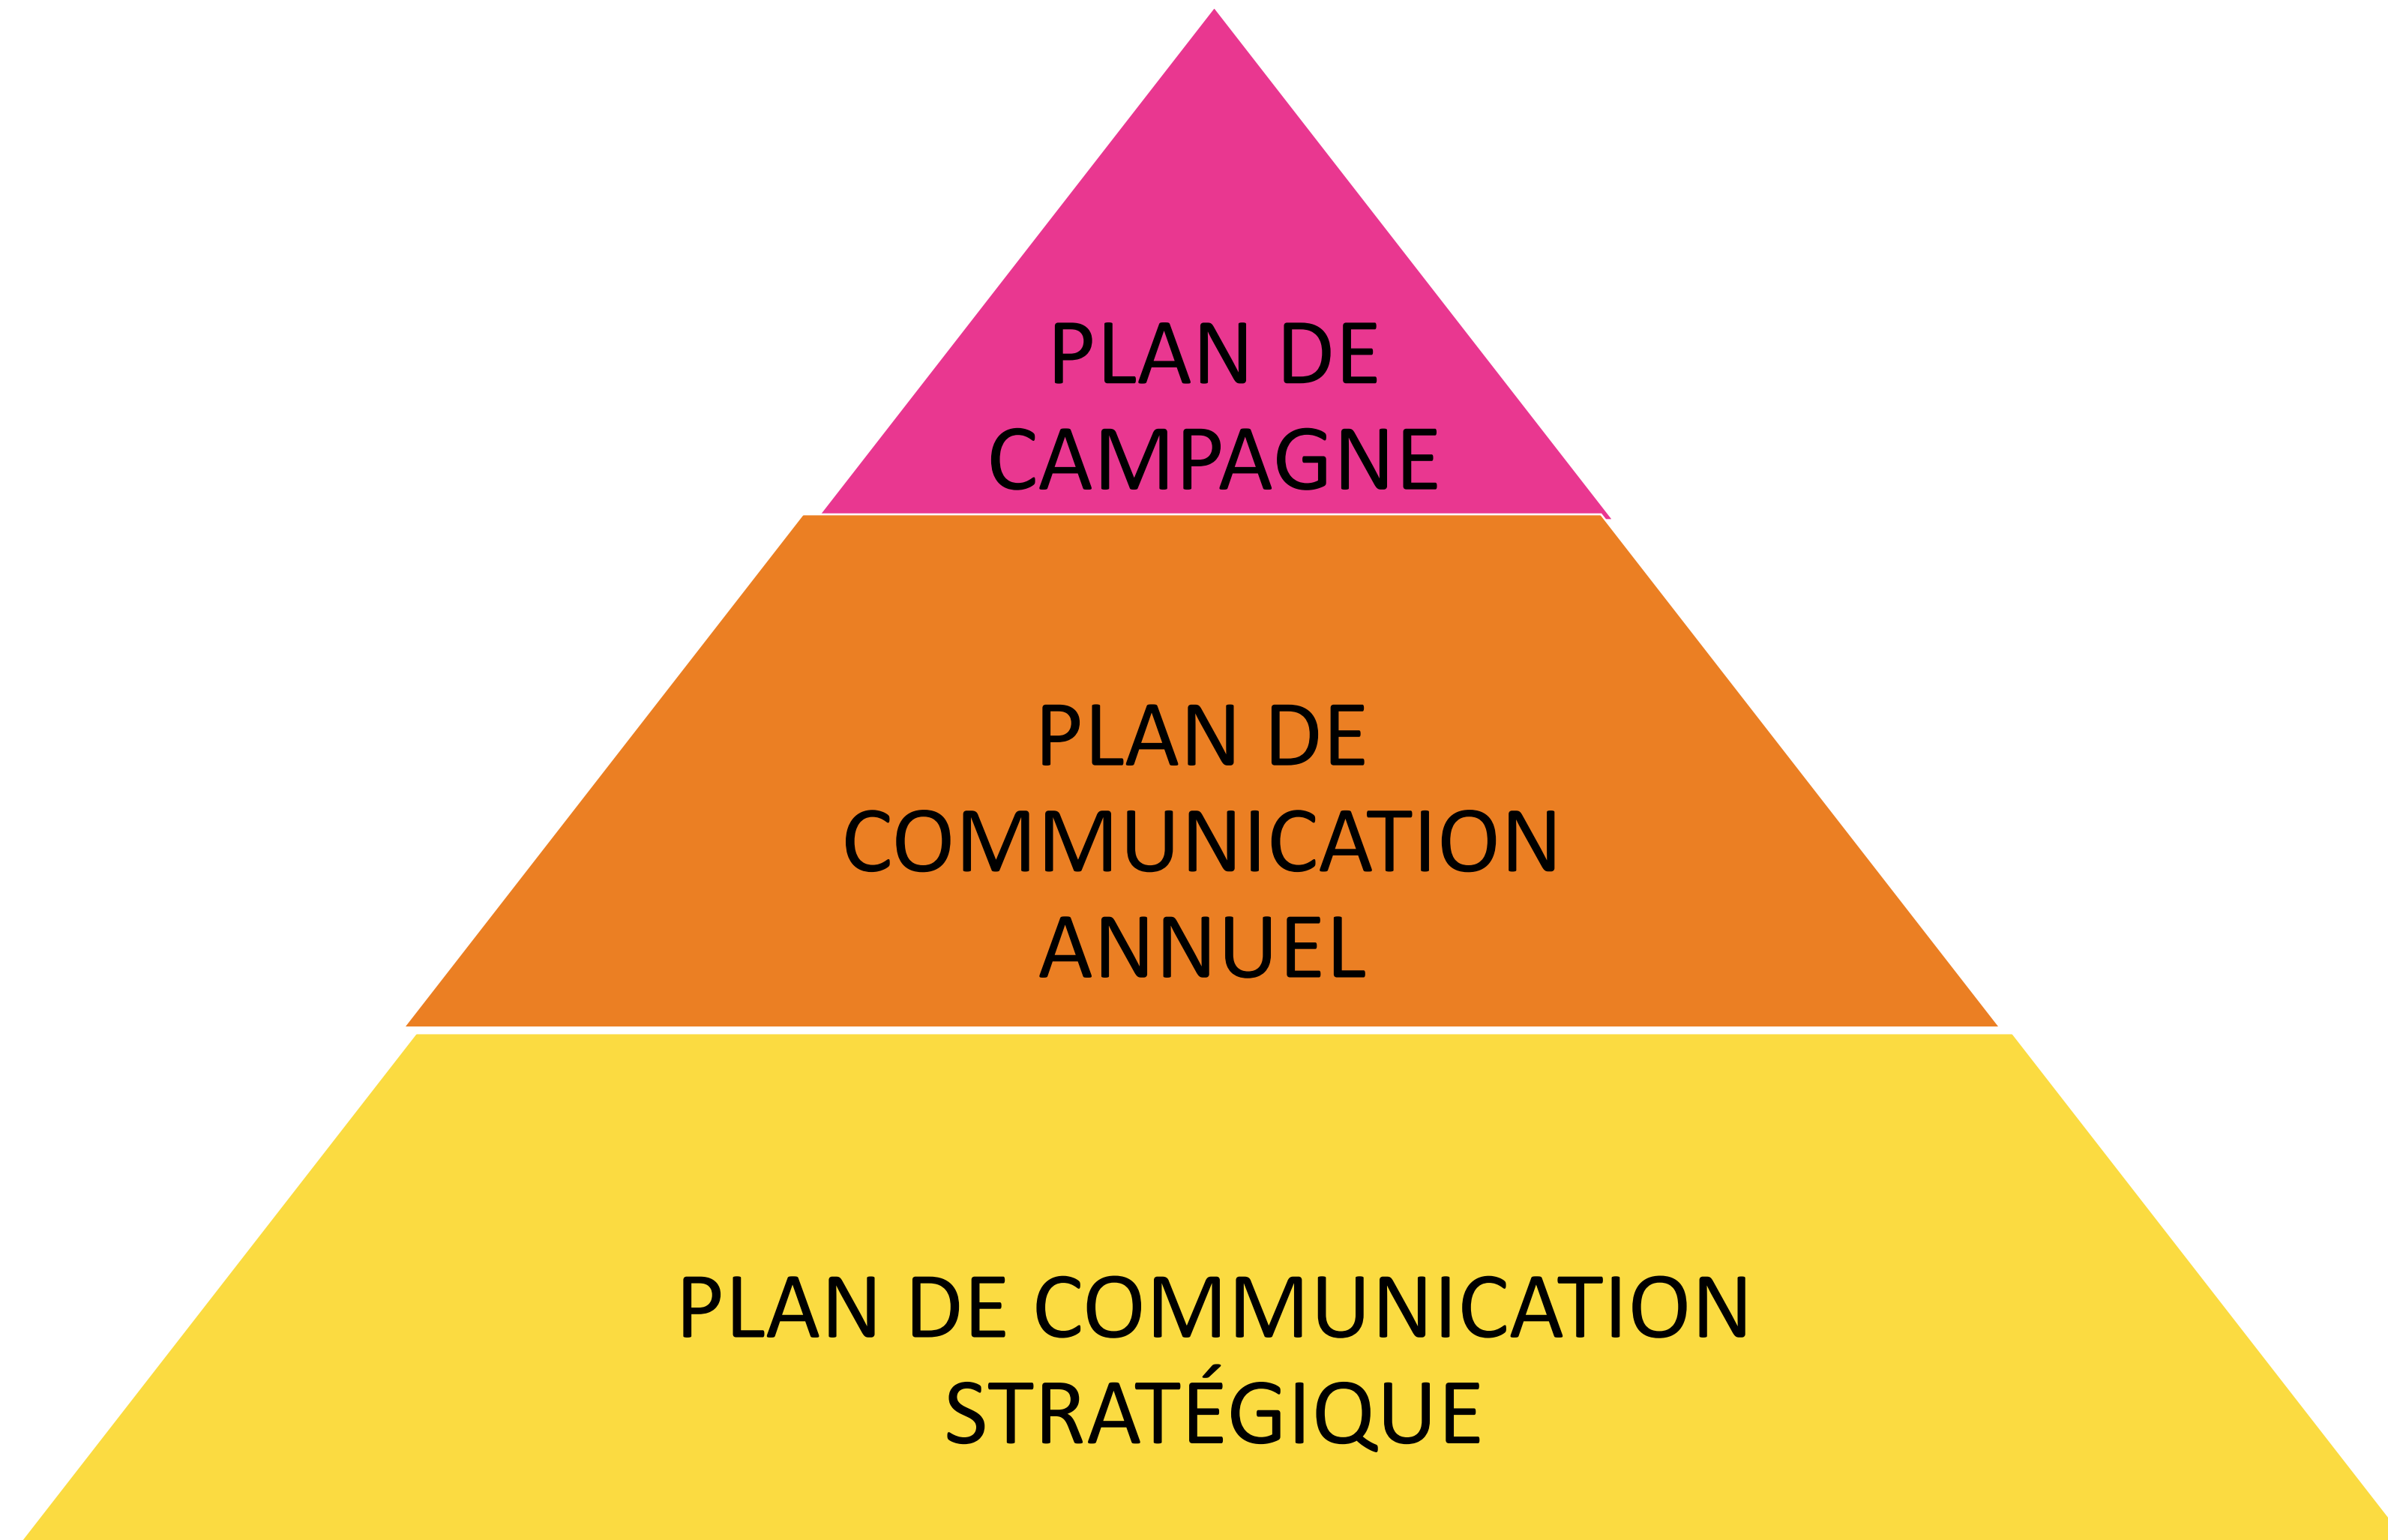 PLAN DE
CAMPAGNE
PLAN DE
COMMUNICATION
ANNUEL
PLAN DE COMMUNICATION
STRATÉGIQUE